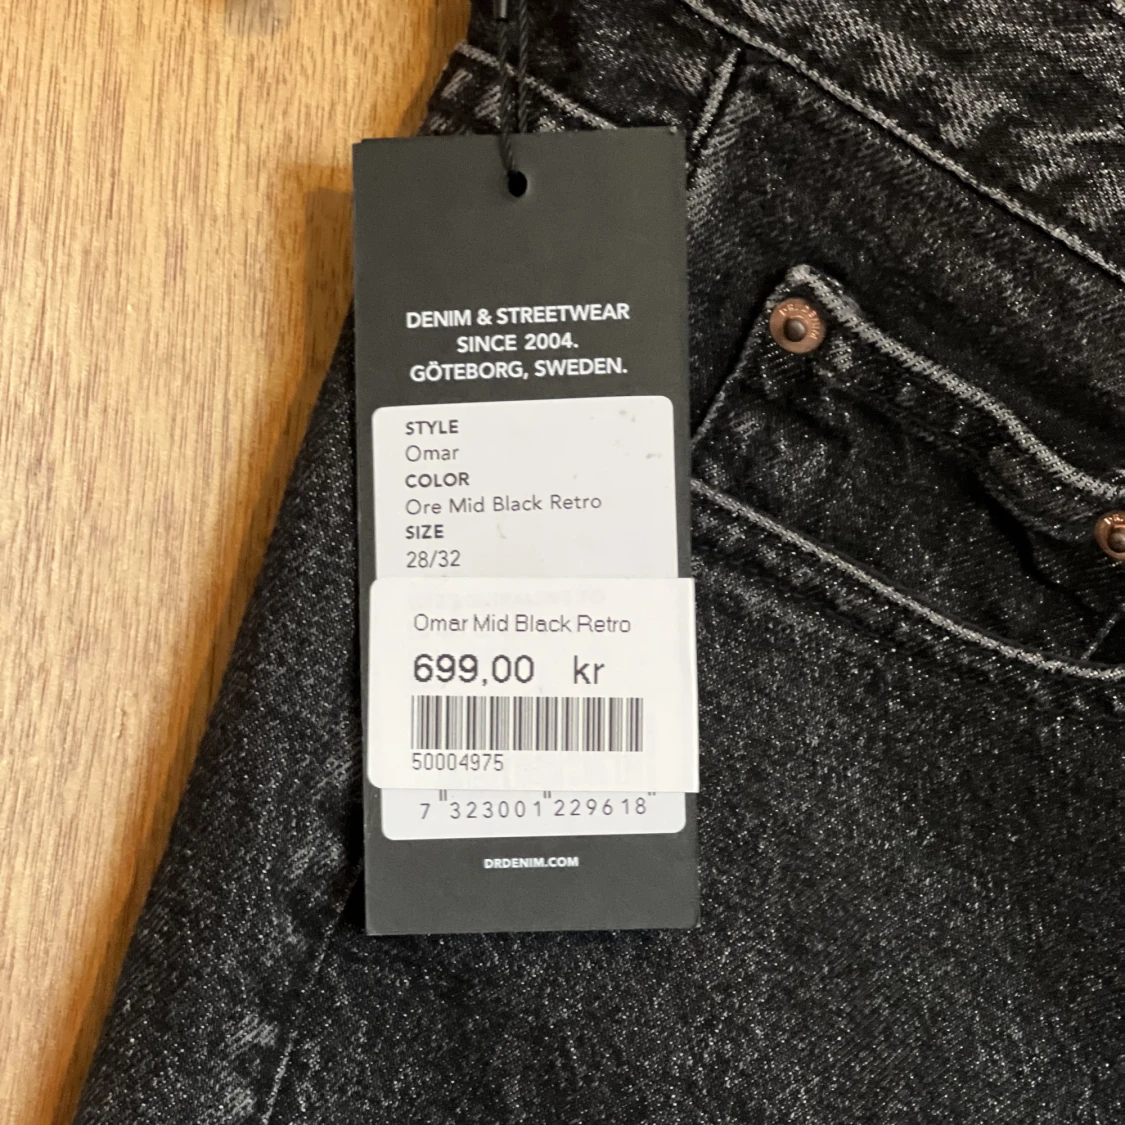 DENIM & STREETWEAR
SINCE 2004.
GÖTEBORG, SWEDEN.
STYLE
Omar
COLOR
Ore Mid Black Retro
SIZE
28/32
Omar Mid Black Retro
699,00 kr
50004975
7 "323001"229618"
DRDENIM.COM